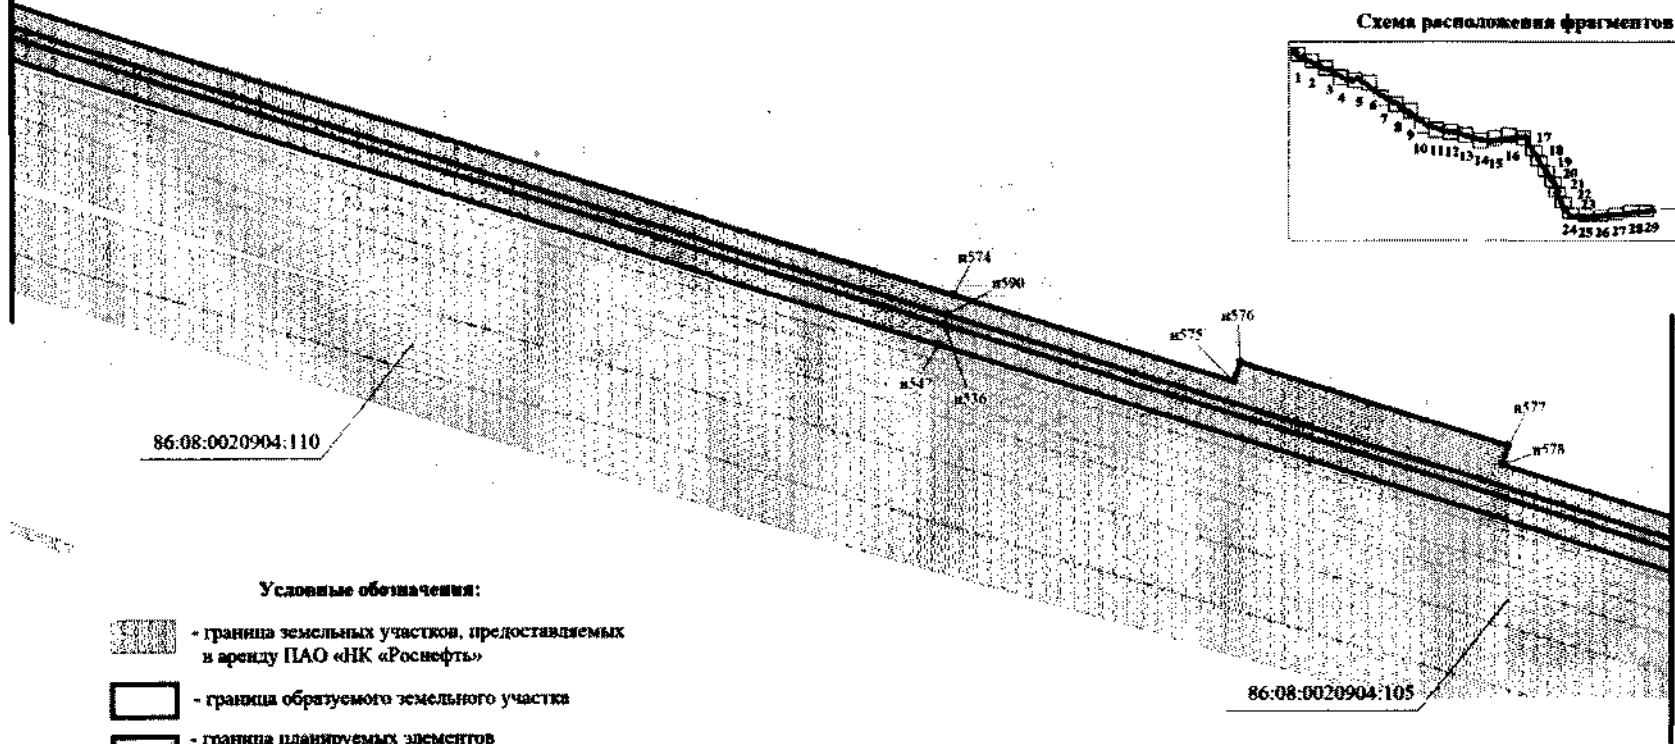 Схема расположения фрагментов
1
2
3
4
5
6
7
8
9
10
11
12
13
14
15
16
17
18
19
20
21
22
23
24
25
26
27
28
29
н574
н590
н576
н575
н547
н536
н577
н578
86:08:0020904:110
86:08:0020904:105
Условные обозначения:
- граница земельных участков, предоставляемых
в аренду ПАО «НК «Роснефть»
- граница образуемого земельного участка
- граница планируемых элементов